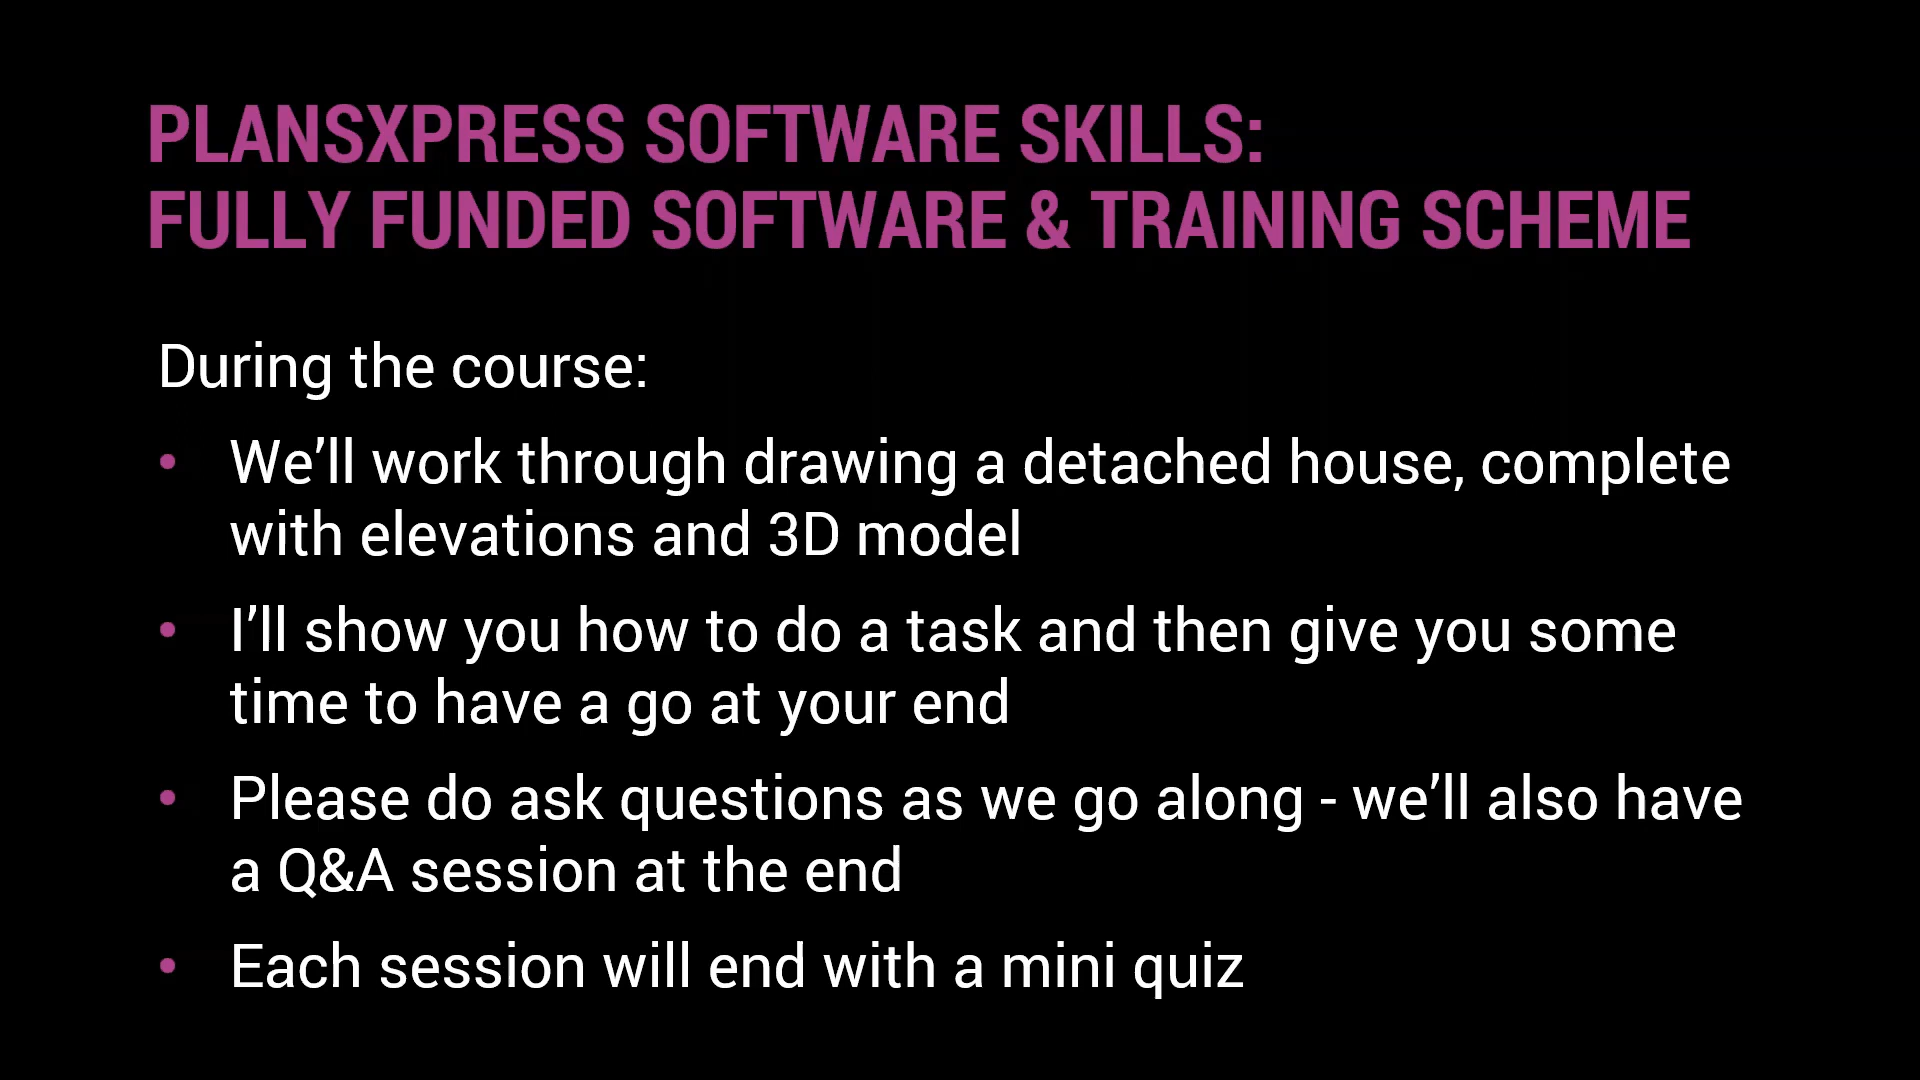 PLANSXPRESS SOFTWARE SKILLS:
FULLY FUNDED SOFTWARE & TRAINING SCHEME
During the course:
• We’ll work through drawing a detached house, complete
with elevations and 3D model
• I’ll show you how to do a task and then give you some
time to have a go at your end
• Please do ask questions as we go along - we’ll also have
a Q&A session at the end
• Each session will end with a mini quiz